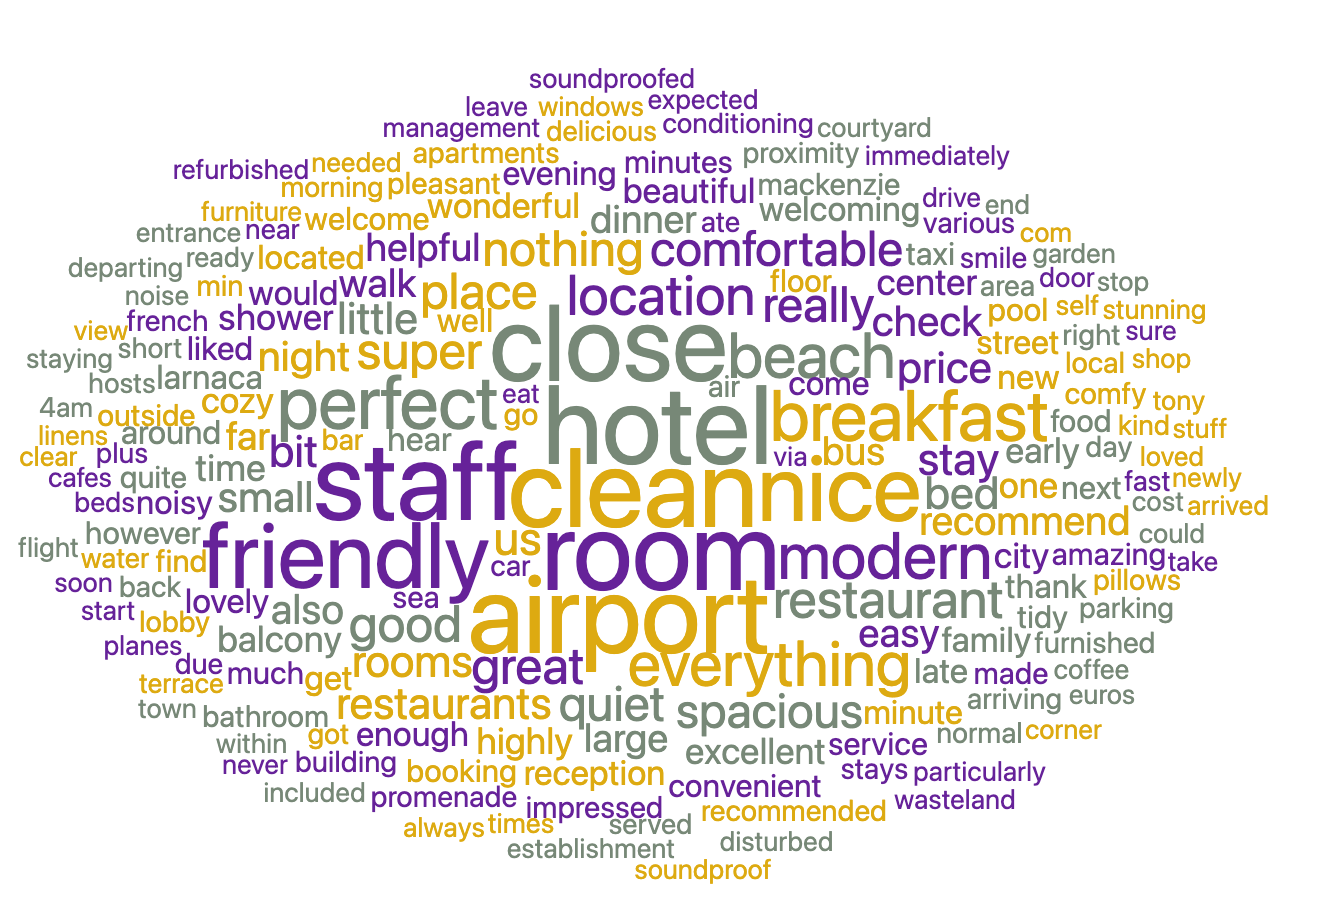 soundproofed
leave windows expected
management delicious conditioning courtyard
refurbished needed apartments evening minutes proximity immediately
morning pleasant beautiful mackenzie drive end
furniture welcome wonderful dinner ate welcoming various com
entrance near helpful nothing comfortable taxi smile garden
departing ready located walk place location floor center area door stop
noise min would really pool self stunning
view french shower little well close check street right sure
staying short liked night super beach price local shop
hosts larnaca air come new comfy tony
4am outside cozy perfect eat go hotel breakfast food kind stuff
linens around far bit bar hear
clear plus time staff via bus stay early day loved
cafes quite clean nice bed one next fast newly
beds noisy small recommend cost arrived
flight however friendly us room modern city amazing could
water find car take
soon back lovely sea airport restaurant thank pillows
start lobby also good tidy parking
planes balcony easy family furnished
due much get rooms great everything late made coffee
terrace restaurants quiet spacious minute arriving euros
town bathroom got enough highly large excellent service normal corner
within building
never booking reception convenient stays particularly
included promenade impressed recommended wasteland
always times served disturbed
establishment
soundproof